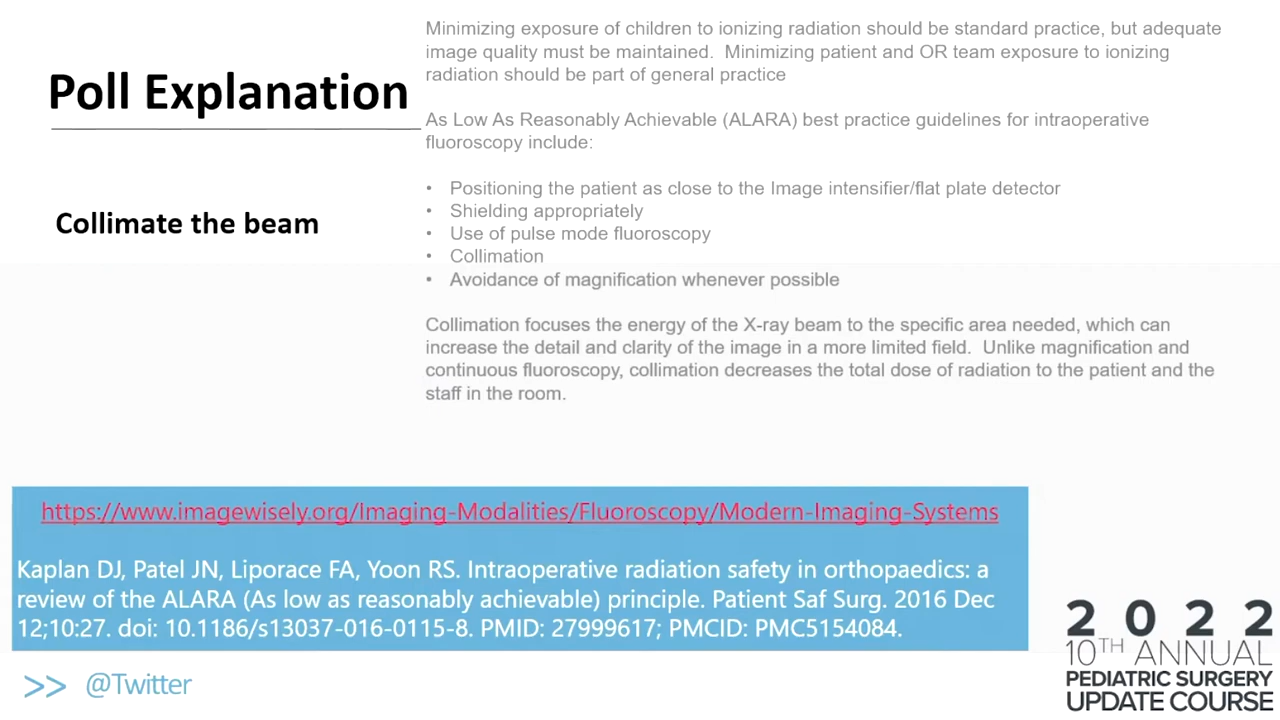 Poll Explanation
Collimate the beam
Minimizing exposure of children to ionizing radiation should be standard practice, but adequate
image quality must be maintained.  Minimizing patient and OR team exposure to ionizing
radiation should be part of general practice
As Low As Reasonably Achievable (ALARA) best practice guidelines for intraoperative
fluoroscopy include:
• Positioning the patient as close to the Image intensifier/flat plate detector
• Shielding appropriately
• Use of pulse mode fluoroscopy
• Collimation
• Avoidance of magnification whenever possible
Collimation focuses the energy of the X-ray beam to the specific area needed, which can
increase the detail and clarity of the image in a more limited field.  Unlike magnification and
continuous fluoroscopy, collimation decreases the total dose of radiation to the patient and the
staff in the room.
https://www.imagewisely.org/Imaging-Modalities/Fluoroscopy/Modern-Imaging-Systems
Kaplan DJ, Patel JN, Liporace FA, Yoon RS. Intraoperative radiation safety in orthopaedics: a
review of the ALARA (As low as reasonably achievable) principle. Patient Saf Surg. 2016 Dec
12;10:27. doi: 10.1186/s13037-016-0115-8. PMID: 27999617; PMCID: PMC5154084.
>> @Twitter
2022
10TH ANNUAL
PEDIATRIC SURGERY
UPDATE COURSE